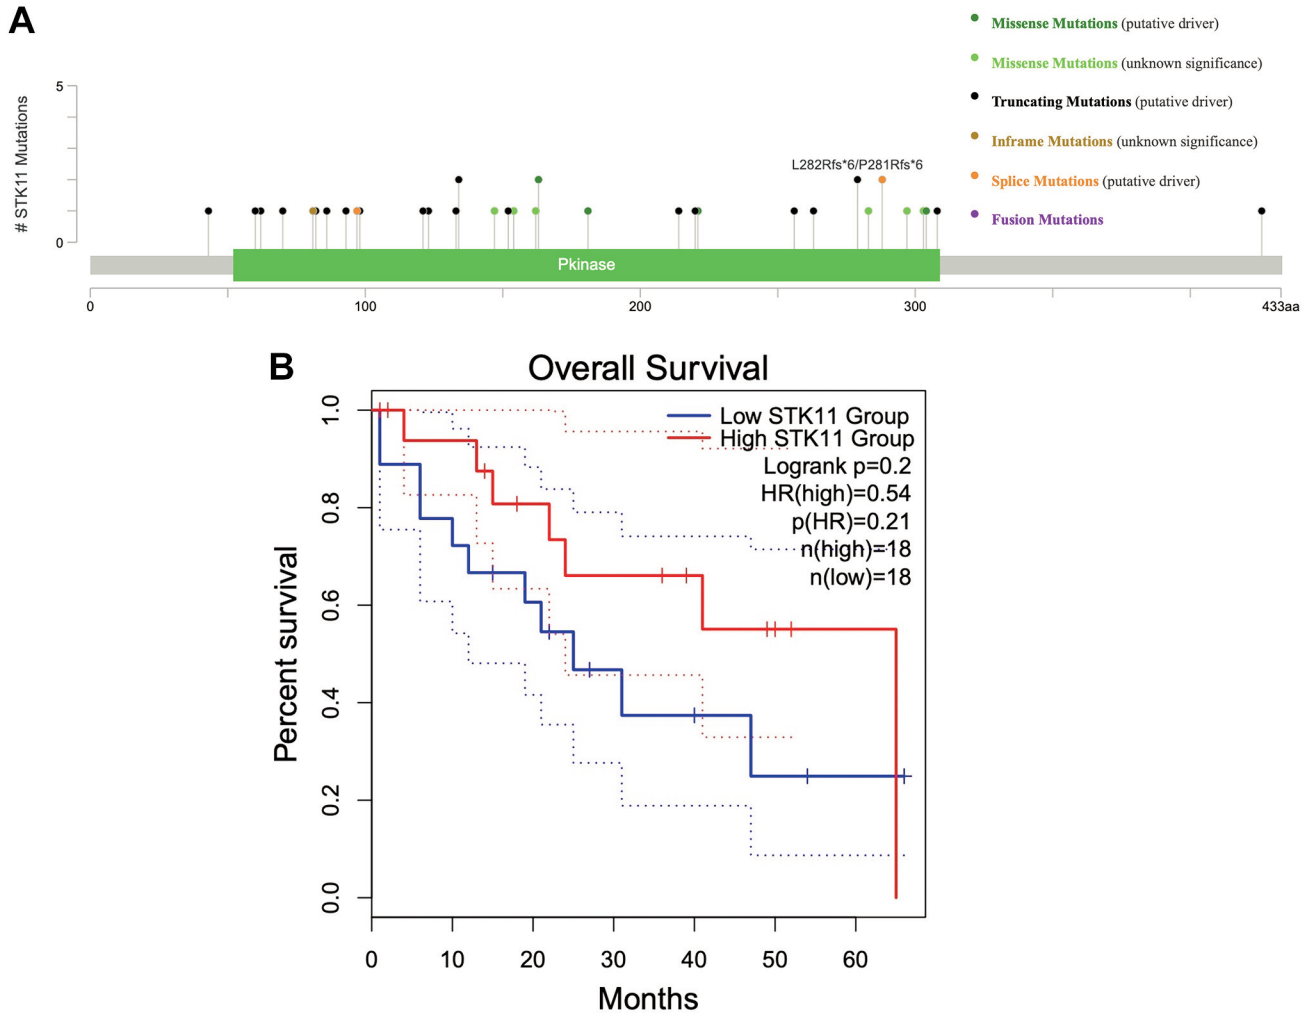 A
Missense Mutations (putative driver)
Missense Mutations (unknown significance)
Truncating Mutations (putative driver)
Inframe Mutations (unknown significance)
Splice Mutations (putative driver)
Fusion Mutations
# STK11 Mutations
5
0
L282Rfs*6/P281Rfs*6
Pkinase
0 100 200 300 433aa
B
Overall Survival
Low STK11 Group
High STK11 Group
Logrank p=0.2
HR(high)=0.54
p(HR)=0.21
n(high)=18
n(low)=18
Percent survival
1.0
0.8
0.6
0.4
0.2
0.0
0 10 20 30 40 50 60
Months